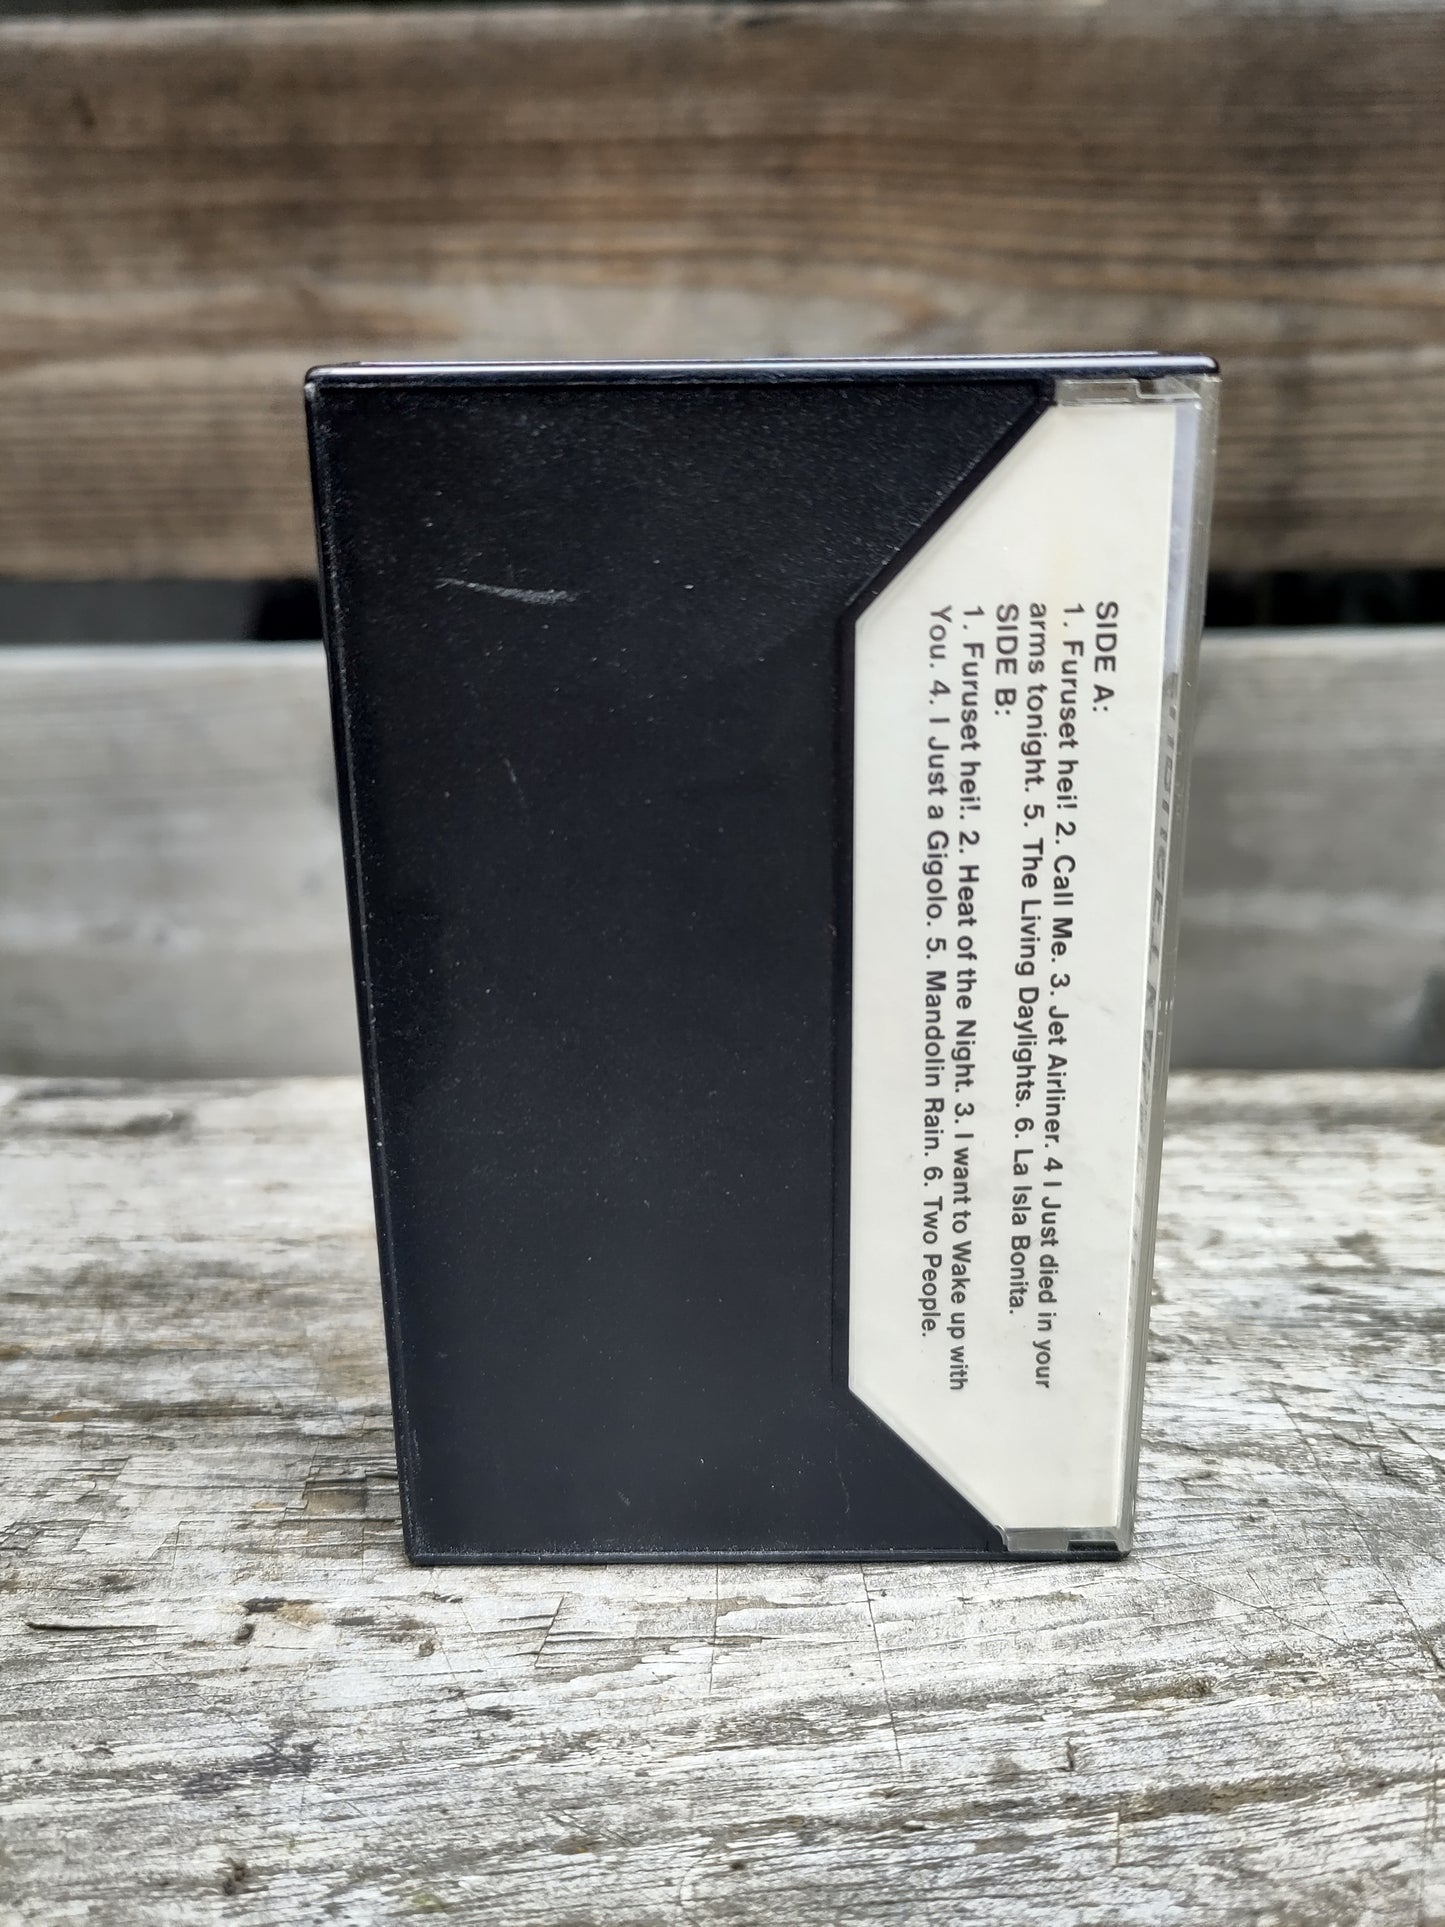 SIDE A:
1. Furuset hei! 2. Call Me. 3. Jet Airliner. 4 I Just died in your
arms tonight. 5. The Living Daylights. 6. La Isla Bonita.
SIDE B:
1. Furuset hei!. 2. Heat of the Night. 3. I want to Wake up with
You. 4. I Just a Gigolo. 5. Mandolin Rain. 6. Two People.